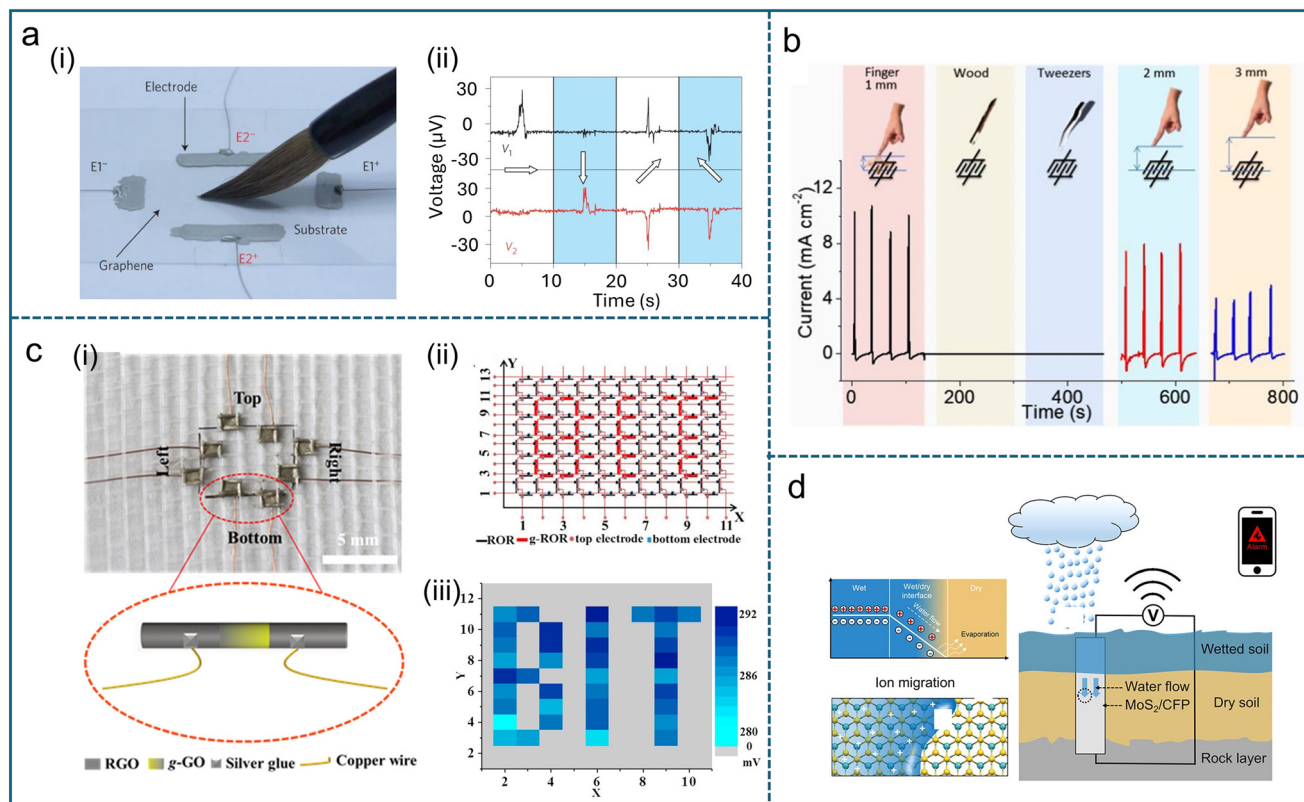 a
(i)
Electrode
E2⁻
E1⁻
E1⁺
Substrate
Graphene
E2⁺
(ii)
Voltage (µV)
30
0
-30
V₁
30
0
-30
V₂
0 10 20 30 40
Time (s)
b
Finger
1 mm
Wood
Tweezers
2 mm
3 mm
Current (mA cm⁻²)
12
8
4
0
0 200 400 600 800
Time (s)
c
(i)
Top
Left
Right
Bottom
5 mm
RGO g-GO Silver glue Copper wire
(ii)
Y
13
11
9
7
5
3
1
1 3 5 7 9 11
X
ROR g-ROR top electrode bottom electrode
(iii)
12
11
10
8
Y
6
4
2
2 4 6 8 10
X
292
286
280
0
mV
d
Wet
Wet/dry
interface
Dry
Water flow
Evaporation
Ion migration
V
Alarm
Wetted soil
Water flow
Dry soil
MoS₂/CFP
Rock layer